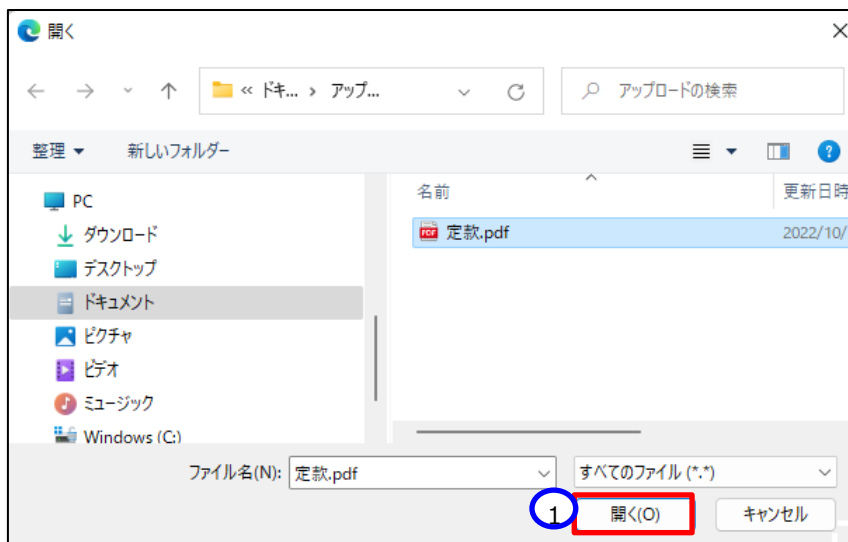 開く
« ドキ... › アップ...
アップロードの検索
整理
新しいフォルダー
名前
更新日時
PC
ダウンロード
デスクトップ
ドキュメント
ピクチャ
ビデオ
ミュージック
Windows (C:)
定款.pdf
2022/10/
ファイル名(N):
定款.pdf
すべてのファイル (*.*)
1
開く(O)
キャンセル